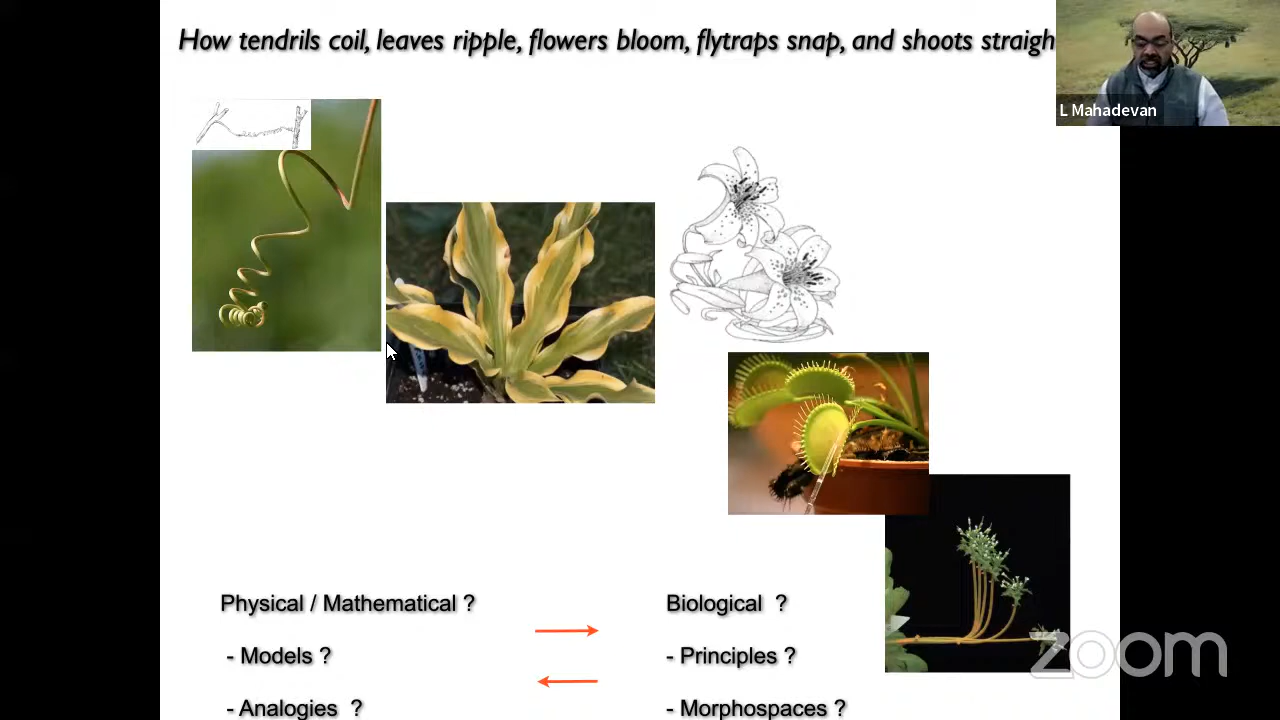 How tendrils coil, leaves ripple, flowers bloom, flytraps snap, and shoots straigh
L Mahadevan
Physical / Mathematical ?
Biological ?
- Models ?
- Principles ?
- Analogies ?
- Morphospaces ?
zoom